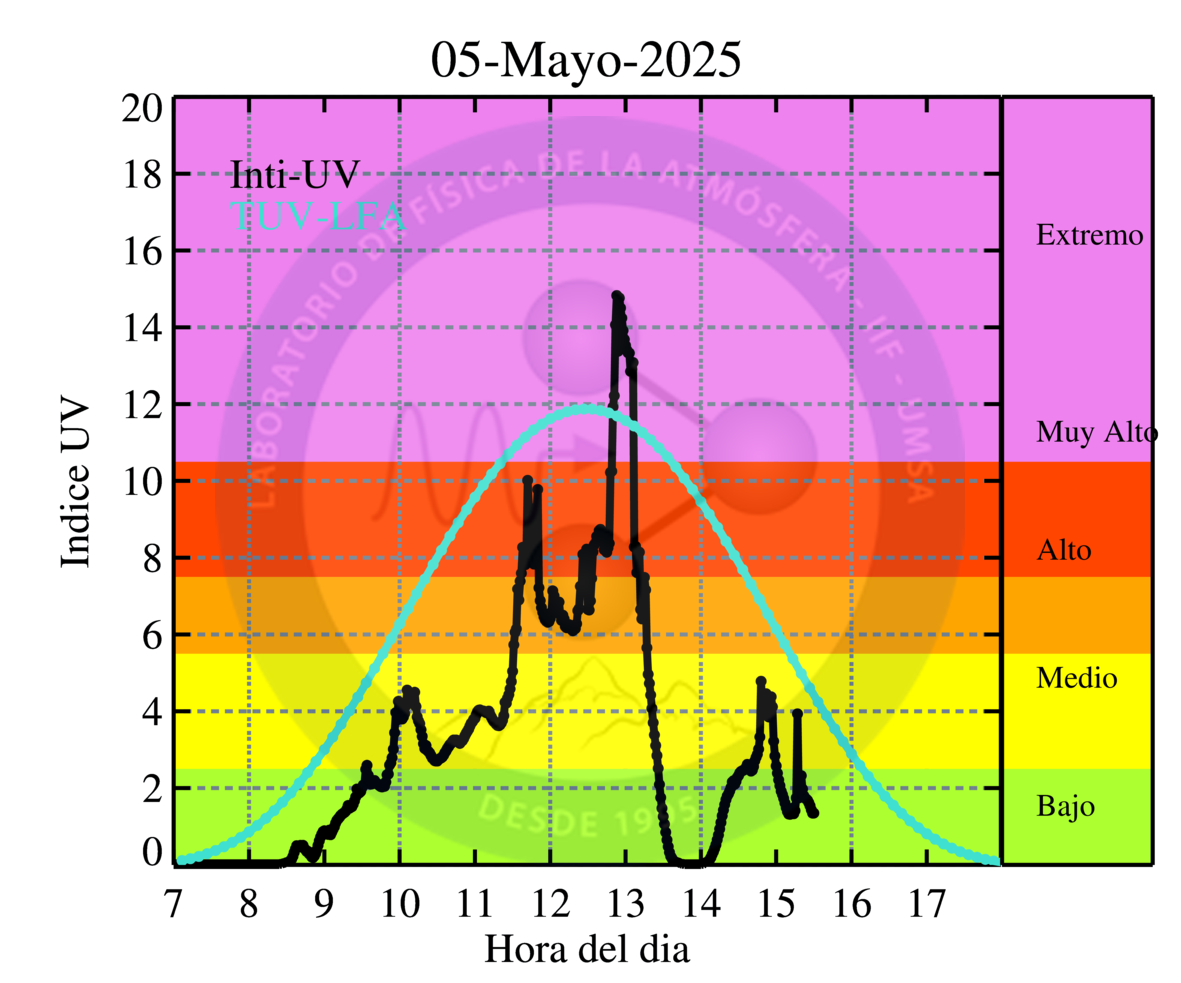 05-Mayo-2025
20
18
16
14
12
10
8
6
4
2
0
Indice UV
Inti-UV
TUV-LFA
LABORATORIO DE FÍSICA DE LA ATMÓSFERA - IIF - UMSA
DESDE 1995
Extremo
Muy Alto
Alto
Medio
Bajo
7 8 9 10 11 12 13 14 15 16 17
Hora del dia